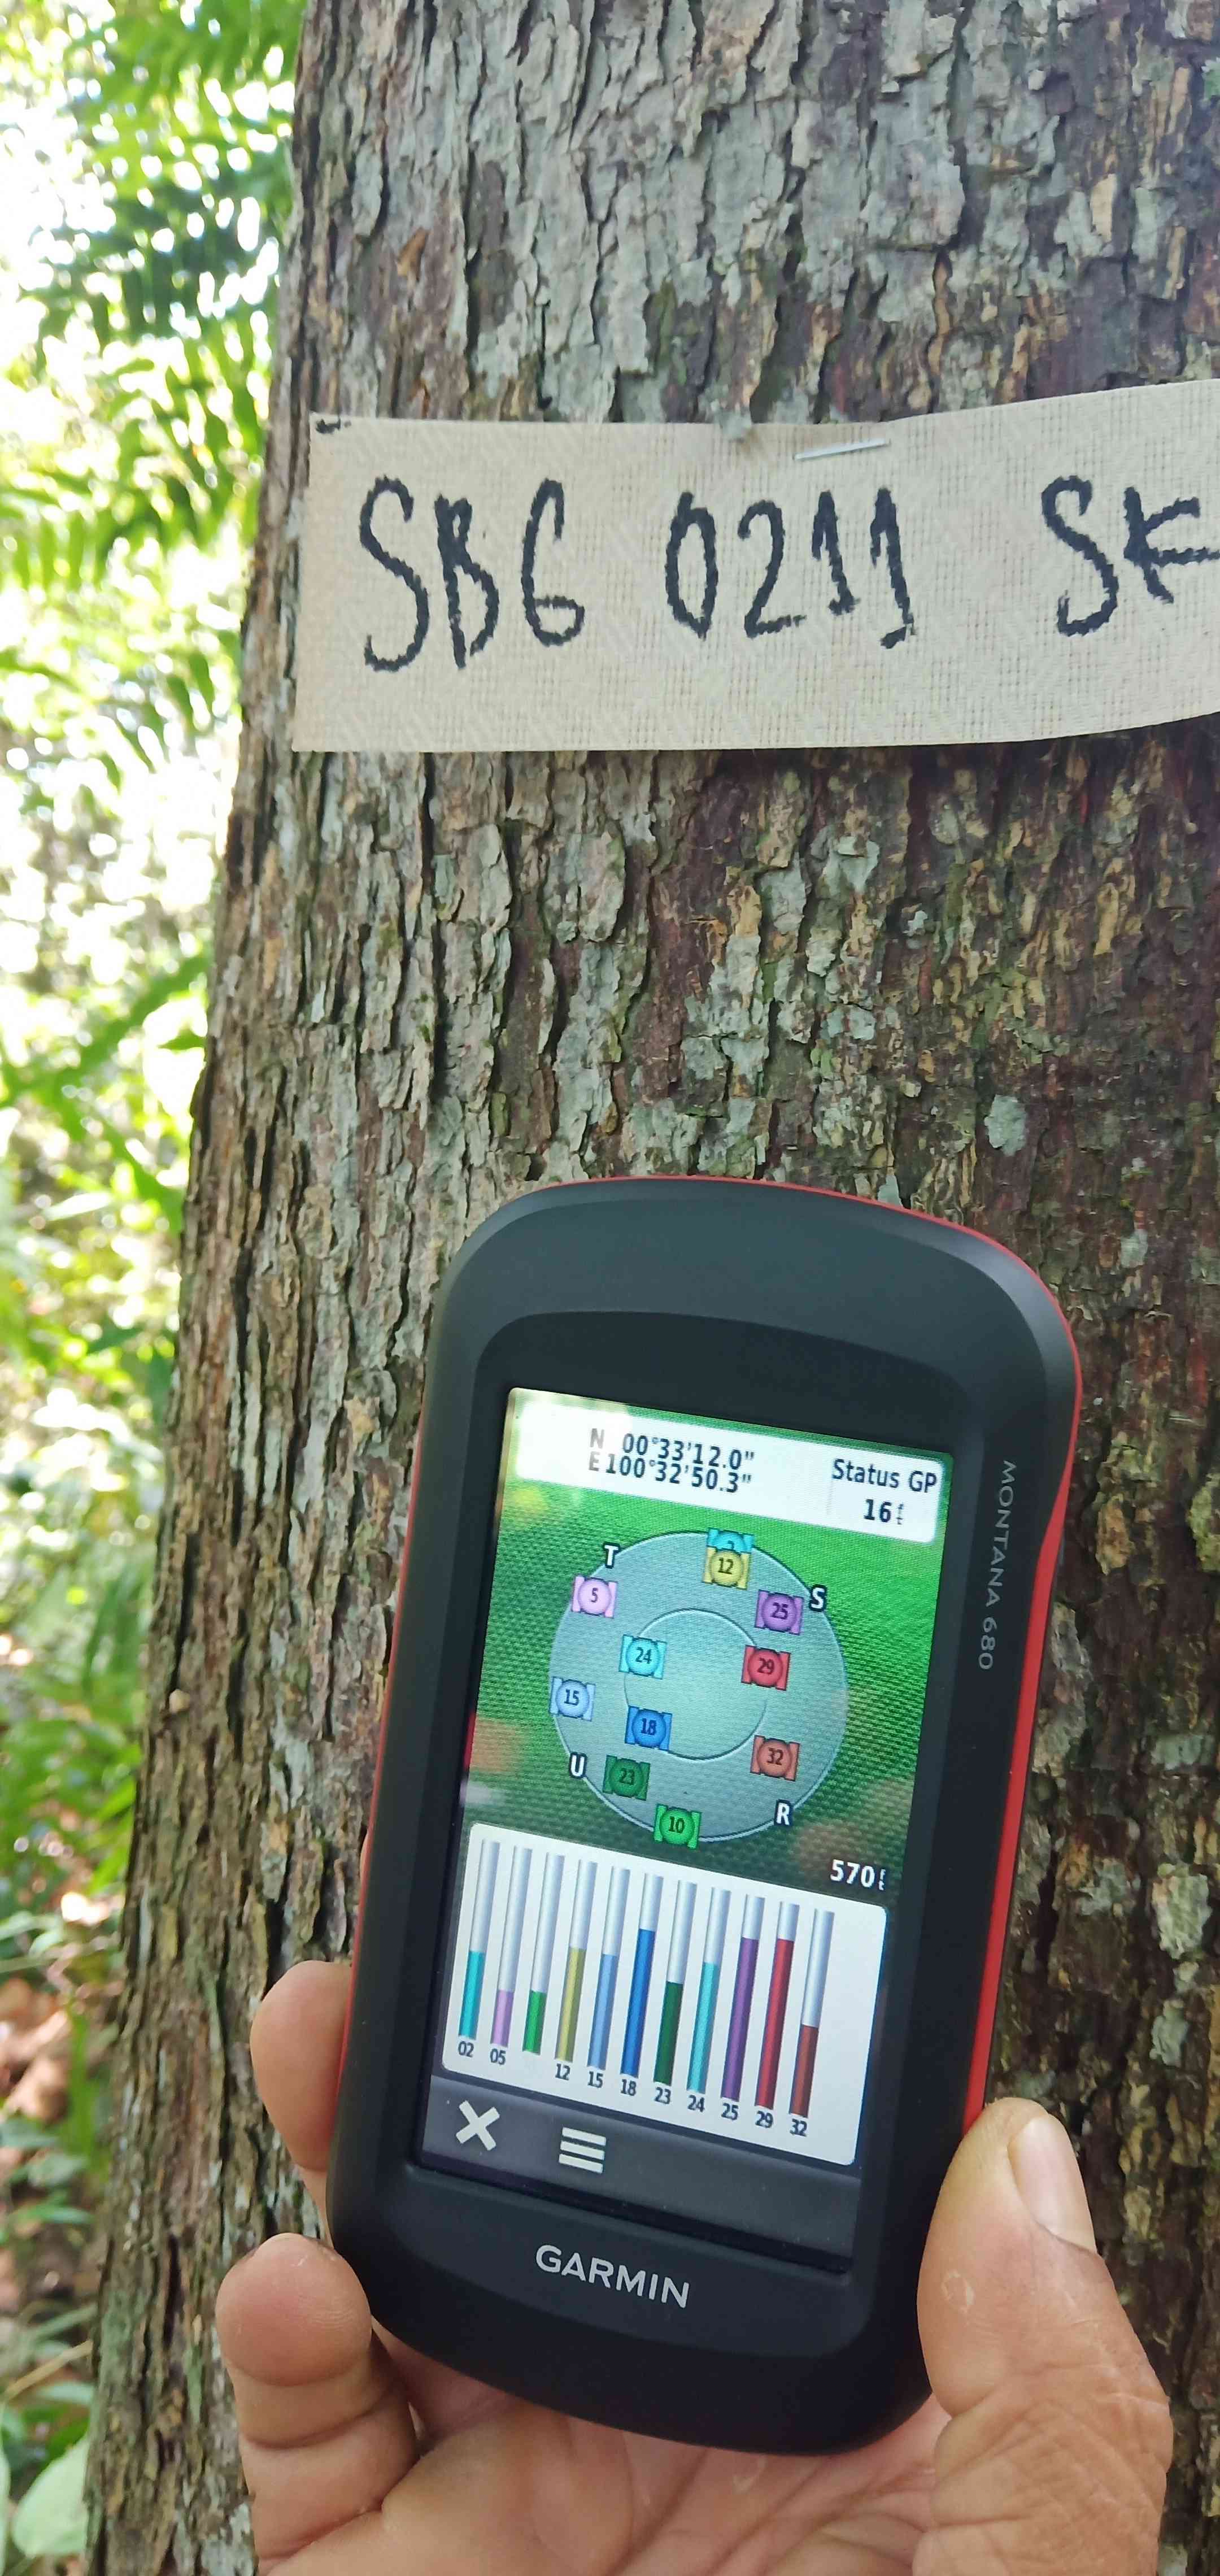 SBG 0211 SK
MONTANA 680
N 00°33'12.0"
E 100°32'50.3"
Status GP
16 ft
T
12
S
5
25
24
29
15
18
32
U
23
10
R
570 ft
02 05 12 15 18 23 24 25 29 32
GARMIN